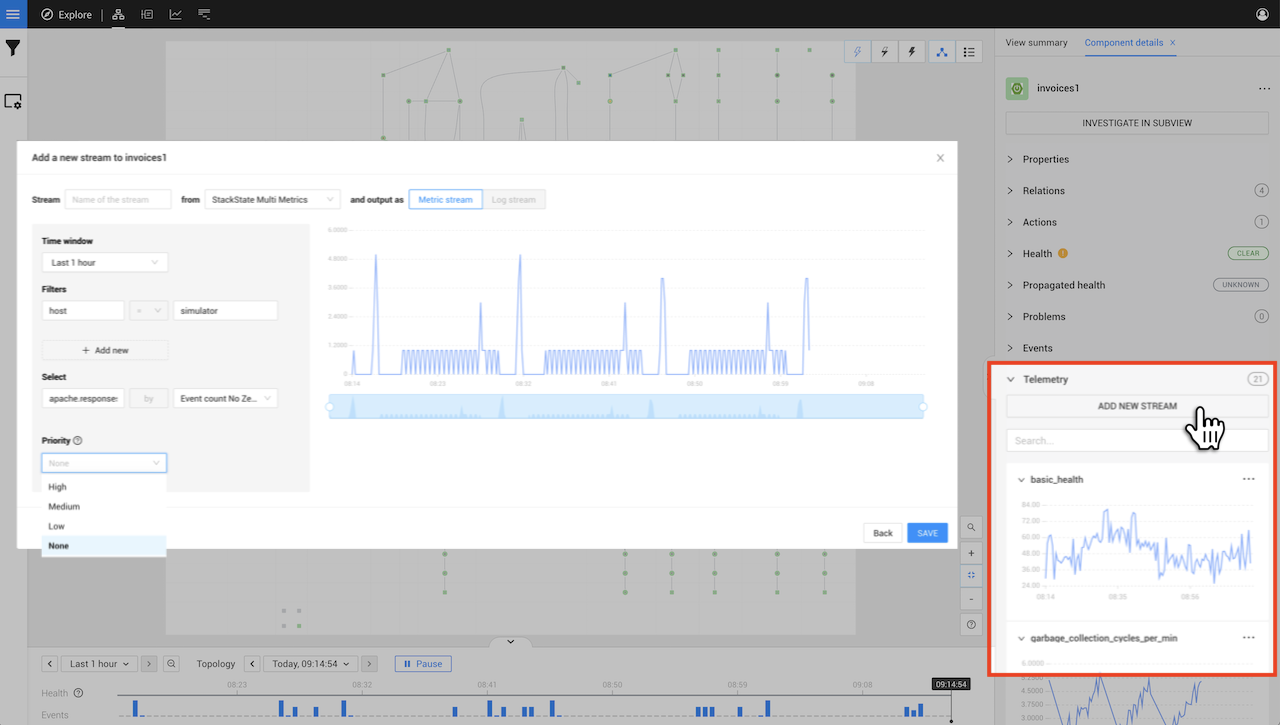 Explore
View summary
Component details ×
invoices1
INVESTIGATE IN SUBVIEW
Properties
Relations 4
Actions 1
Health CLEAR
Propagated health UNKNOWN
Problems 0
Events
Telemetry 21
ADD NEW STREAM
Search...
basic_health
84.00
72.00
60.00
48.00
36.00
24.00
08:14 08:35 08:56
garbage_collection_cycles_per_min
6.0000
5.2500
4.5000
3.7500
3.0000
Add a new stream to invoices1
Stream Name of the stream from StackState Multi Metrics and output as Metric stream Log stream
Time window
Last 1 hour
Filters
host = simulator
+ Add new
Select
apache.response: by Event count No Ze...
Priority ?
None
High
Medium
Low
None
6.0000
4.8000
3.6000
2.4000
1.2000
0
08:14 08:23 08:32 08:41 08:50 08:59 09:08
Back SAVE
+
-
Last 1 hour Topology Today, 09:14:54 Pause
08:23 08:32 08:41 08:50 08:59 09:08 09:14:54
Health ?
Events